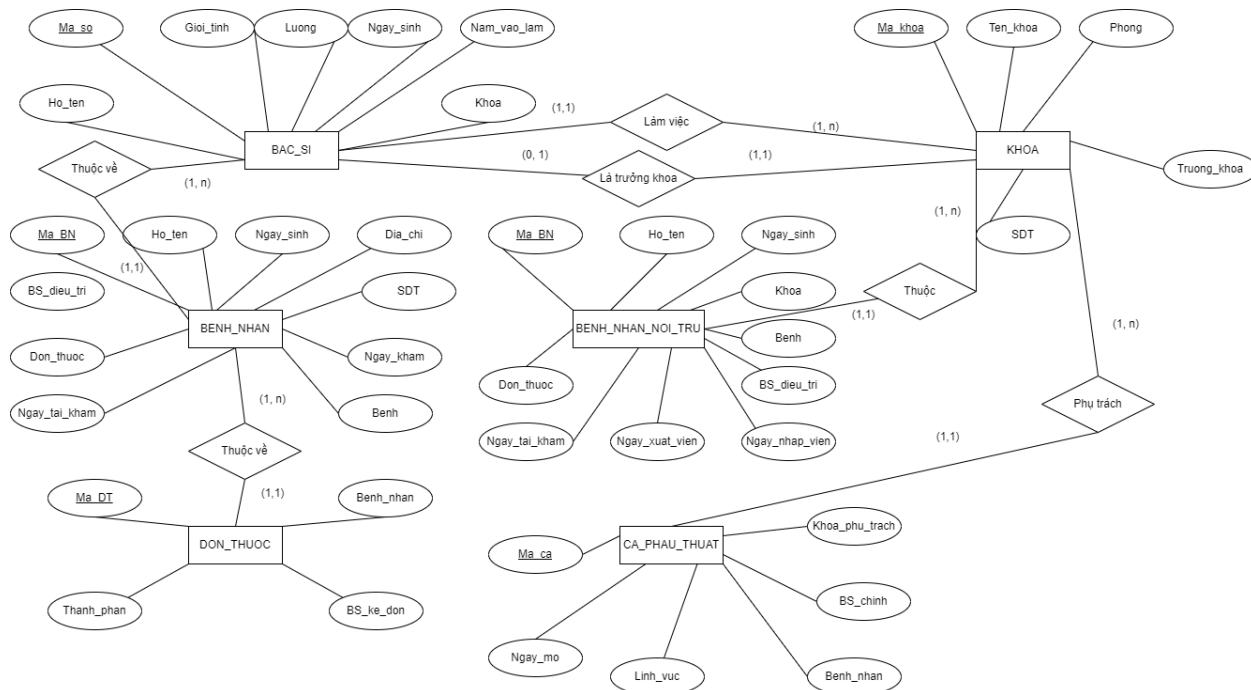 Ma_so
Gioi_tinh
Luong
Ngay_sinh
Nam_vao_lam
Ma_khoa
Ten_khoa
Phong
Ho_ten
Khoa
(1,1)
Làm việc
(1, n)
BAC_SI
KHOA
Thuộc về
(1, n)
(0, 1)
Là trưởng khoa
(1,1)
Truong_khoa
(1, n)
Ma_BN
Ho_ten
Ngay_sinh
Dia_chi
Ma_BN
Ho_ten
Ngay_sinh
SDT
(1,1)
BS_dieu_tri
SDT
Khoa
Thuộc
(1,1)
BENH_NHAN
BENH_NHAN_NOI_TRU
Benh
(1, n)
Don_thuoc
Ngay_kham
Don_thuoc
BS_dieu_tri
(1, n)
Phụ trách
Ngay_tai_kham
Benh
Ngay_tai_kham
Ngay_xuat_vien
Ngay_nhap_vien
(1,1)
Thuộc về
(1,1)
Ma_DT
Benh_nhan
Khoa_phu_trach
DON_THUOC
Ma_ca
CA_PHAU_THUAT
BS_chinh
Thanh_phan
BS_ke_don
Ngay_mo
Linh_vuc
Benh_nhan